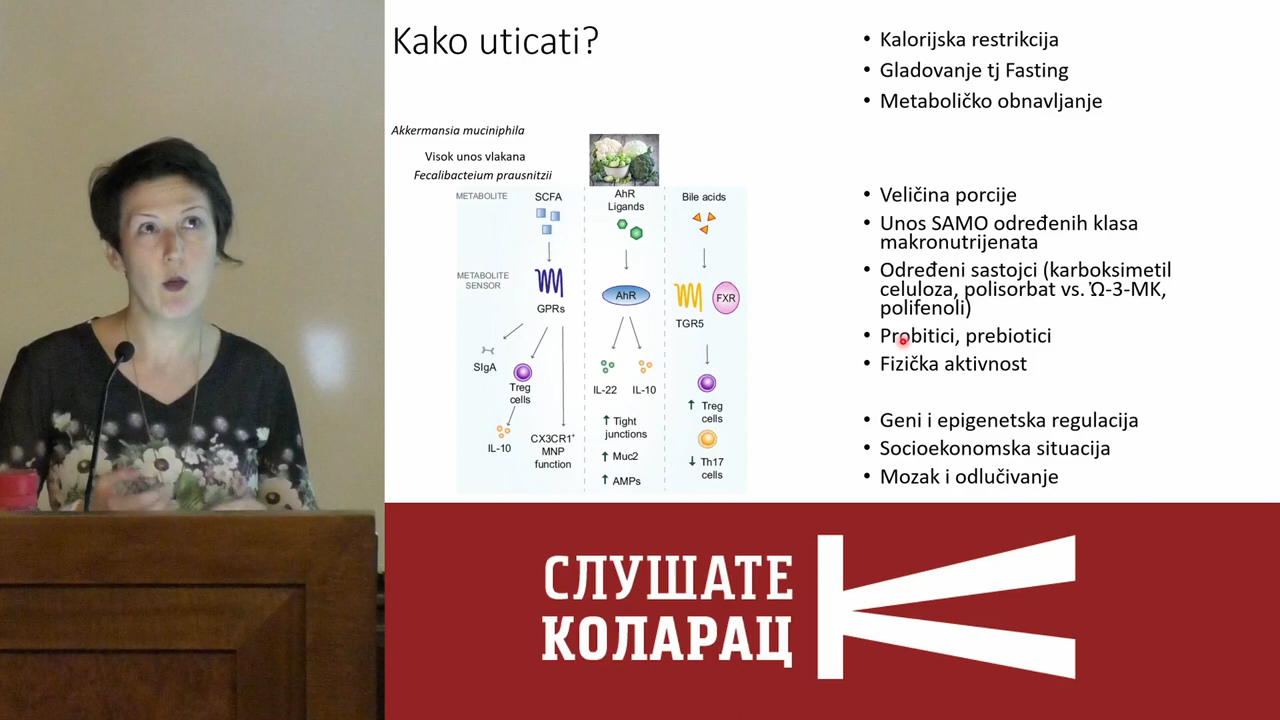 Kako uticati?
Akkermansia muciniphila
Visok unos vlakana
Fecalibacteium prausnitzii
METABOLITE
SCFA
AhR
Ligands
Bile acids
METABOLITE
SENSOR
GPRs
AhR
TGR5
FXR
SIgA
Treg
cells
IL-10
CX3CR1+
MNP
function
IL-22
IL-10
↑ Tight
junctions
↑ Muc2
↑ AMPs
↑ Treg
cells
↓ Th17
cells
• Kalorijska restrikcija
• Gladovanje tj Fasting
• Metaboličko obnavljanje
• Veličina porcije
• Unos SAMO određenih klasa
makronutrijenata
• Određeni sastojci (karboksimetil
celuloza, polisorbat vs. Ώ-3-МК,
polifenoli)
• Probitici, prebiotici
• Fizička aktivnost
• Geni i epigenetska regulacija
• Socioekonomska situacija
• Mozak i odlučivanje
СЛУШАТЕ
КОЛАРАЦ